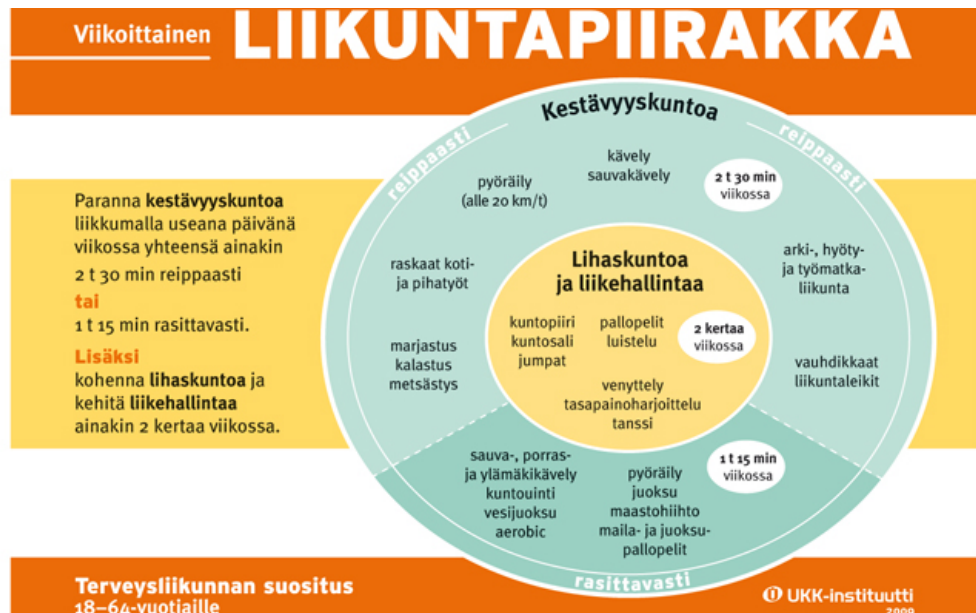 Viikoittainen LIIKUNTAPIIRAKKA
Paranna kestävyyskuntoa
liikkumalla useana päivänä
viikossa yhteensä ainakin
2 t 30 min reippaasti
tai
1 t 15 min rasittavasti.
Lisäksi
kohenna lihaskuntoa ja
kehitä liikehallintaa
ainakin 2 kertaa viikossa.
Kestävyyskuntoa
reippaasti
reippaasti
kävely
sauvakävely
2 t 30 min
viikossa
pyöräily
(alle 20 km/t)
raskaat koti-
ja pihatyöt
arki-, hyöty-
ja työmatka-
liikunta
marjastus
kalastus
metsästys
vauhdikkaat
liikuntaleikit
Lihaskuntoa
ja liikehallintaa
kuntopiiri
kuntosali
jumpat
pallopelit
luistelu
2 kertaa
viikossa
venyttely
tasapainoharjoittelu
tanssi
sauva-, porras-
ja ylämäkikävely
kuntouinti
vesijuoksu
aerobic
pyöräily
juoksu
maastohiihto
maila- ja juoksu-
pallopelit
1 t 15 min
viikossa
rasittavasti
Terveysliikunnan suositus
18–64-vuotiaille
UKK-instituutti
2009